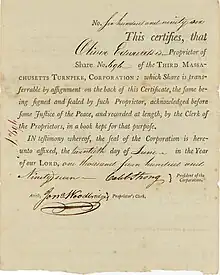 No. six hundred and ninety six
This certifies, that
Oliver Edwards is Proprietor of
Share No. 696 of the THIRD MASSA-
CHUSETTS TURNPIKE, CORPORATION; which Share is trans-
ferrable by assignment on the back of this Certificate, the same be-
ing signed and sealed by such Proprietor, acknowledged before
some Justice of the Peace, and recorded at length, by the Clerk of
the Proprietors, in a book kept for that purpose.
IN testimony whereof, the seal of the Corporation is here-
unto affixed, the twentieth day of June in the Year
of our LORD, one thousand seven hundred and
Ninety seven
Caleb Strong President of the
Corporation.
Attest, Jona Woodbridge Proprietor's Clerk.